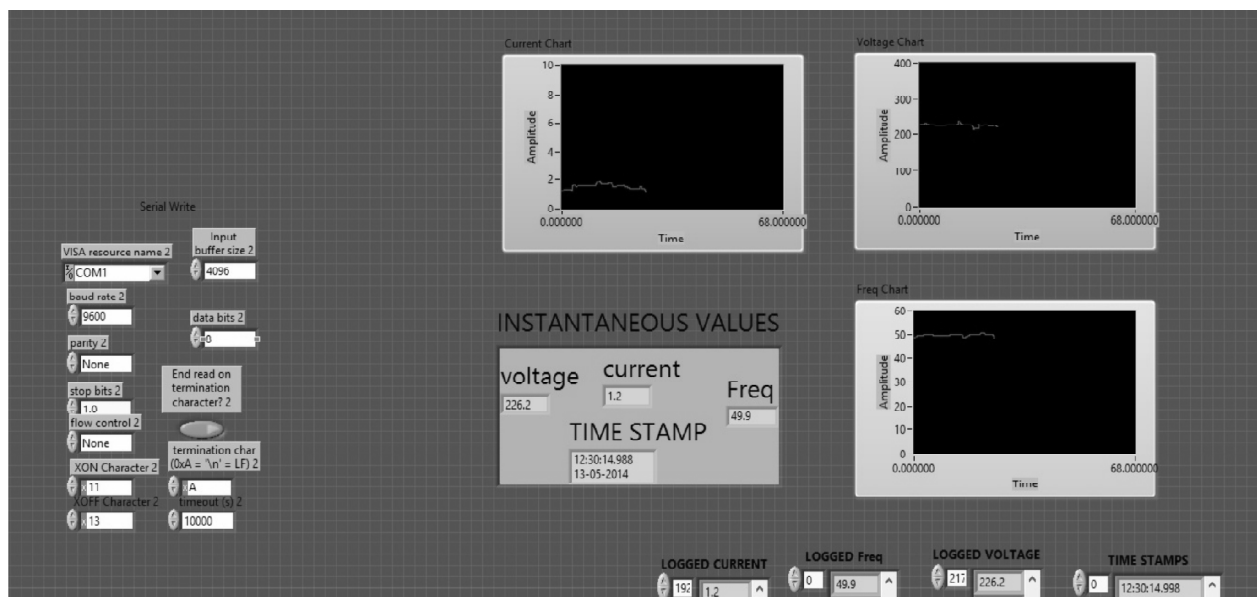 Serial Write
VISA resource name 2
COM1
Input
buffer size 2
4096
baud rate 2
9600
data bits 2
0
parity 2
None
End read on
termination
character? 2
stop bits 2
1.0
flow control 2
None
termination char
(0xA = '\n' = LF) 2
XON Character 2
x 11
x A
XOFF Character 2
timeout (s) 2
x 13
10000
Current Chart
10
8
6
4
2
0
Amplitude
0.000000
68.000000
Time
Voltage Chart
400
300
200
100
0
Amplitude
0.000000
68.000000
Time
INSTANTANEOUS VALUES
voltage
226.2
current
1.2
Freq
49.9
TIME STAMP
12:30:14.988
13-05-2014
Freq Chart
60
50
40
30
20
10
0
Amplitude
0.000000
68.000000
Time
LOGGED CURRENT
192
1.2
LOGGED Freq
0
49.9
LOGGED VOLTAGE
217
226.2
TIME STAMPS
0
12:30:14.998